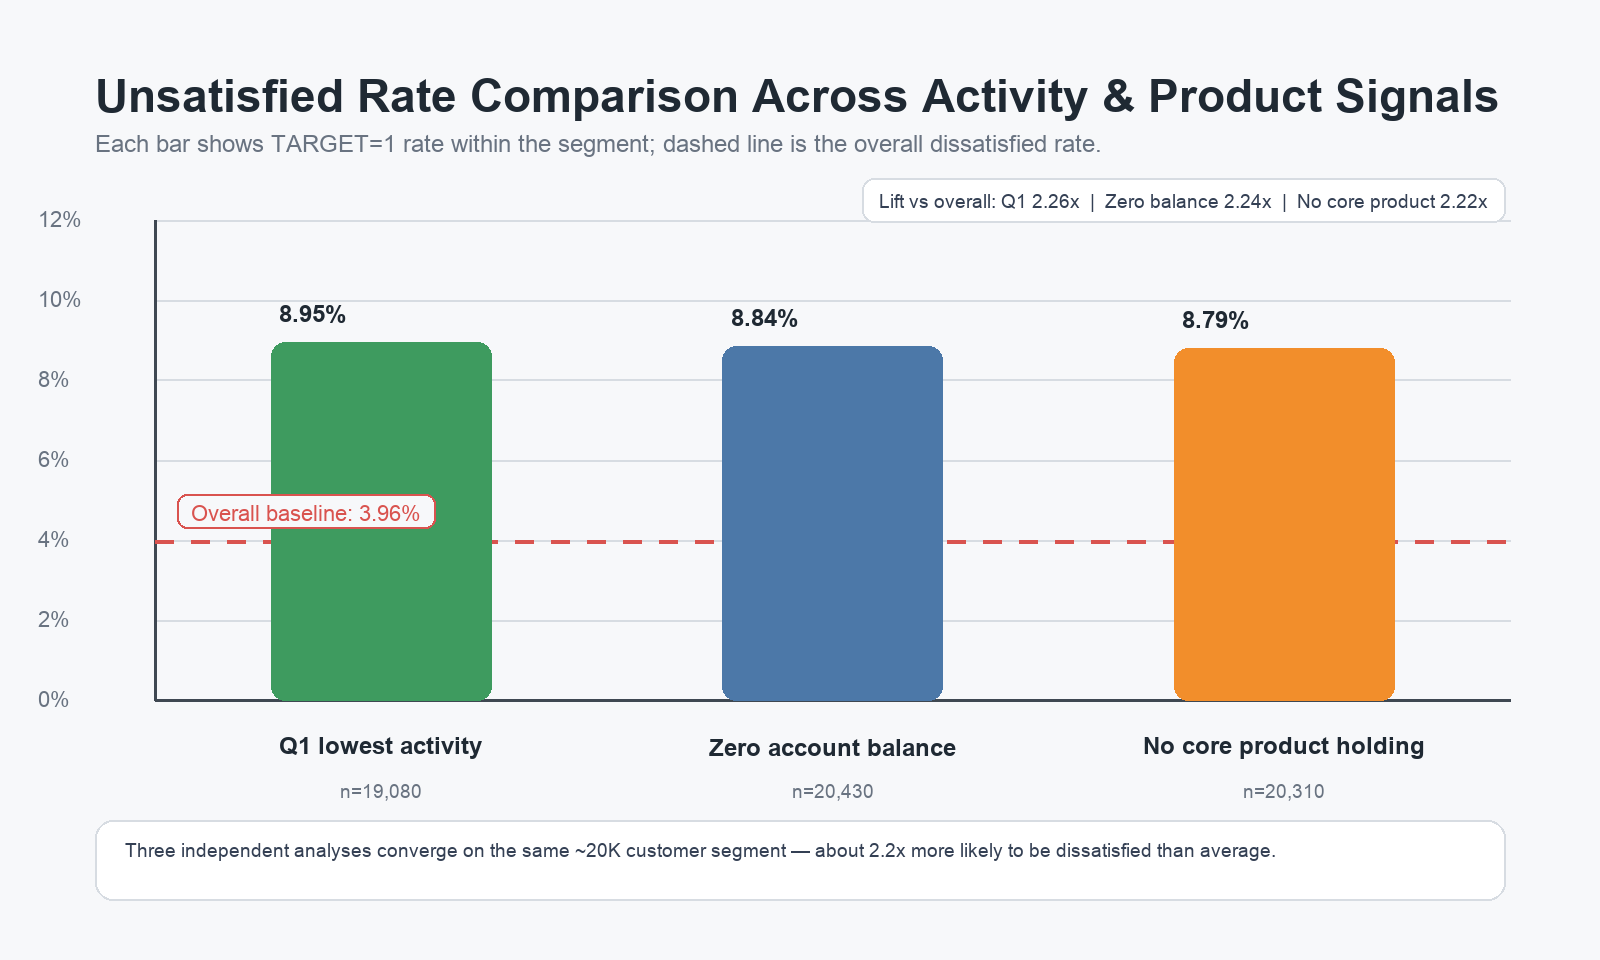 Unsatisfied Rate Comparison Across Activity & Product Signals
Each bar shows TARGET=1 rate within the segment; dashed line is the overall dissatisfied rate.
Lift vs overall: Q1 2.26x | Zero balance 2.24x | No core product 2.22x
12%
10%
8%
6%
4%
2%
0%
8.95%
8.84%
8.79%
Overall baseline: 3.96%
Q1 lowest activity
Zero account balance
No core product holding
n=19,080
n=20,430
n=20,310
Three independent analyses converge on the same ~20K customer segment — about 2.2x more likely to be dissatisfied than average.